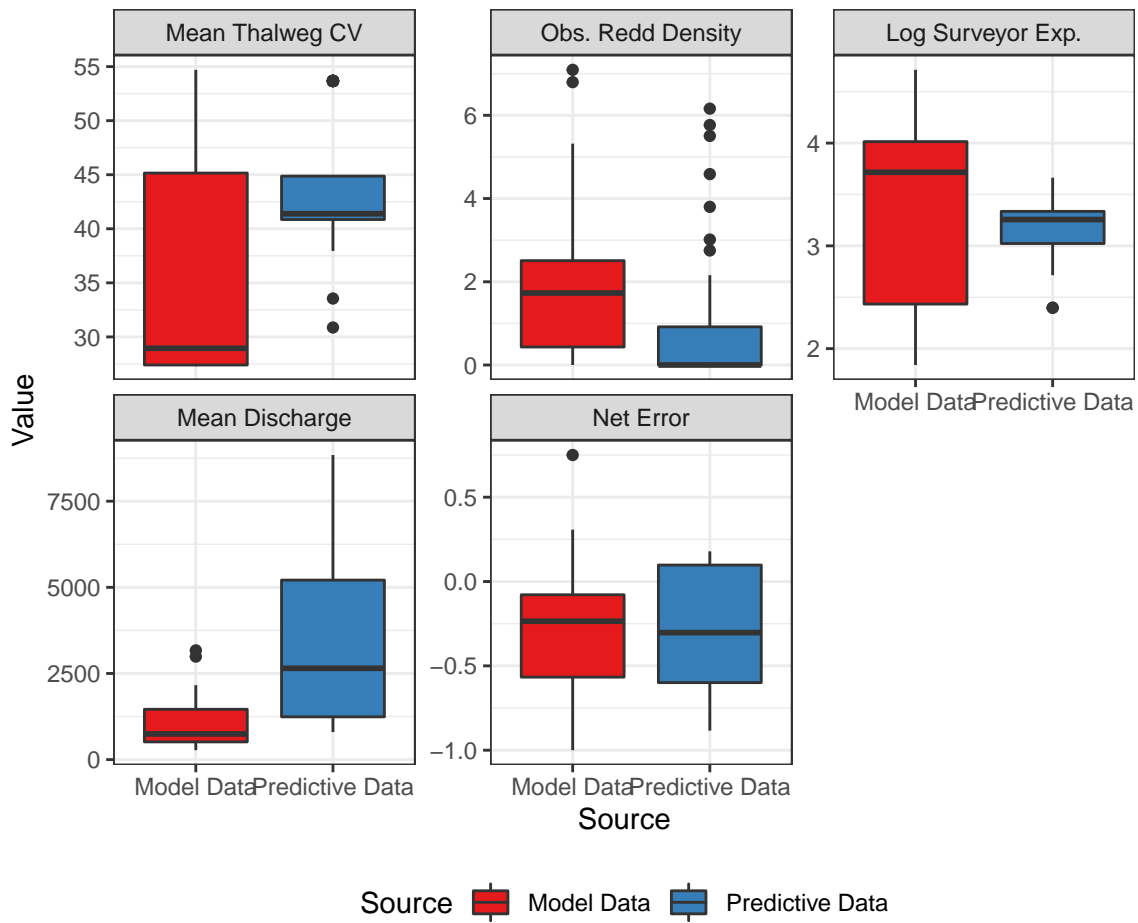 Mean Thalweg CV
Obs. Redd Density
Log Surveyor Exp.
55
50
45
40
35
30
6
4
2
0
4
3
2
Model Data Predictive Data
Mean Discharge
Net Error
7500
5000
2500
0
0.5
0.0
−0.5
−1.0
Model Data Predictive Data
Model Data Predictive Data
Value
Source
Source Model Data Predictive Data